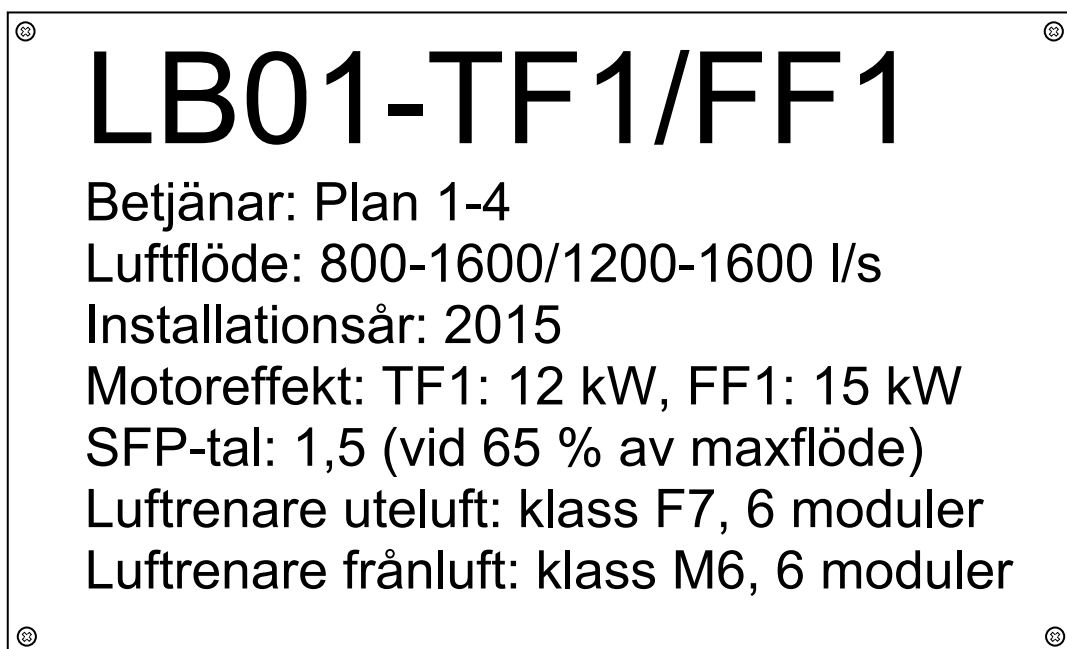 LB01-TF1/FF1
Betjänar: Plan 1-4
Luftflöde: 800-1600/1200-1600 l/s
Installationsår: 2015
Motoreffekt: TF1: 12 kW, FF1: 15 kW
SFP-tal: 1,5 (vid 65 % av maxflöde)
Luftrenare uteluft: klass F7, 6 moduler
Luftrenare frånluft: klass M6, 6 moduler